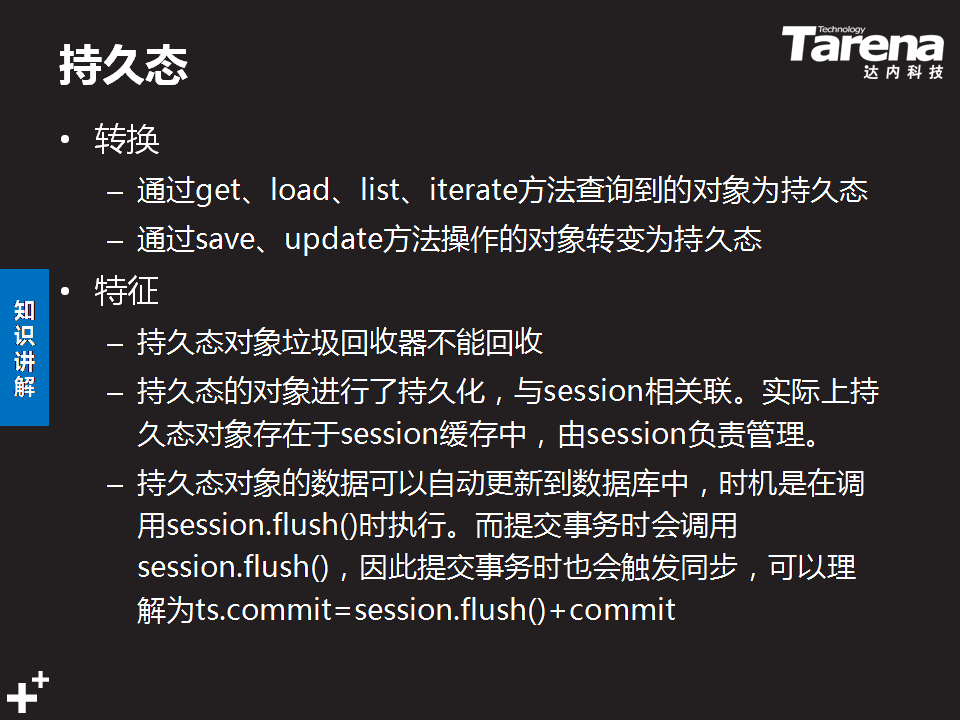 持久态
Technology
Tarena
达内科技
• 转换
– 通过get、load、list、iterate方法查询到的对象为持久态
– 通过save、update方法操作的对象转变为持久态
• 特征
– 持久态对象垃圾回收器不能回收
– 持久态的对象进行了持久化，与session相关联。实际上持
久态对象存在于session缓存中，由session负责管理。
– 持久态对象的数据可以自动更新到数据库中，时机是在调
用session.flush()时执行。而提交事务时会调用
session.flush()，因此提交事务时也会触发同步，可以理
解为ts.commit=session.flush()+commit
知识讲解